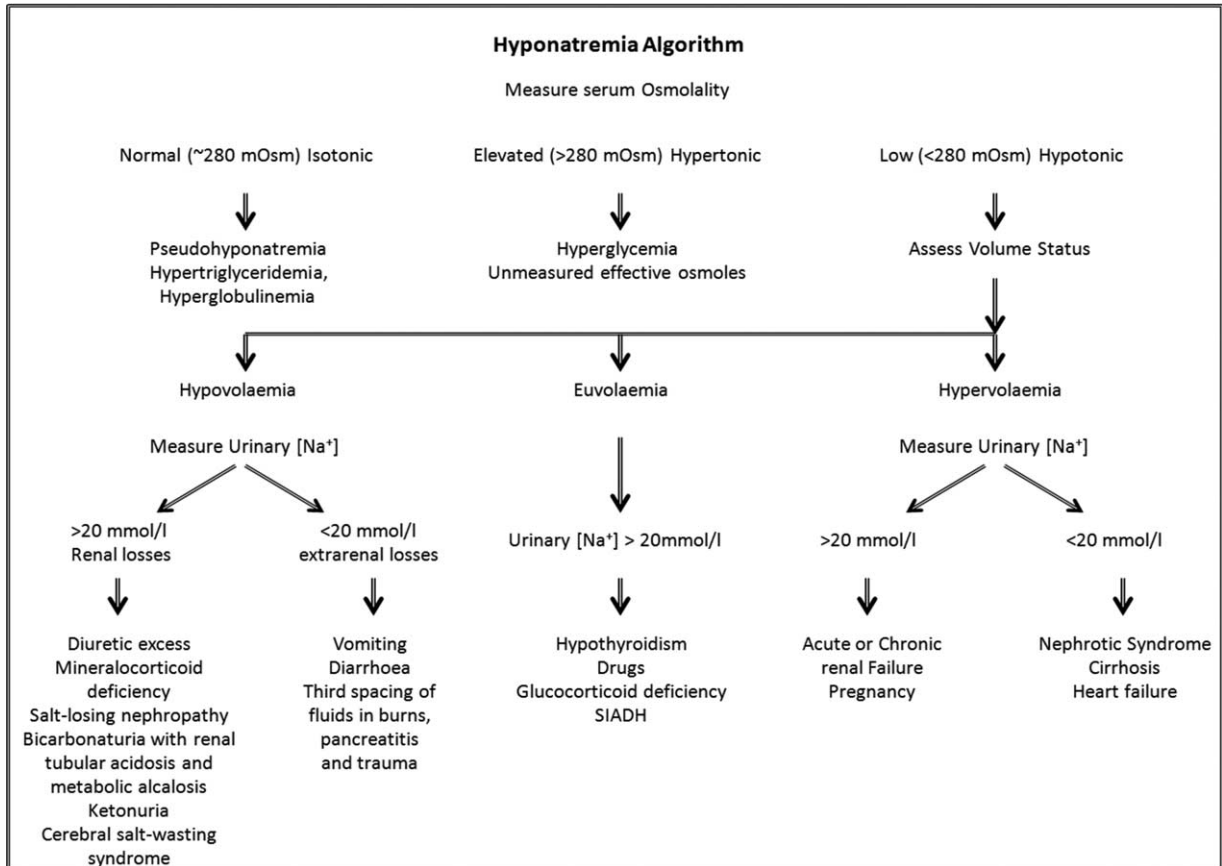 Hyponatremia Algorithm
Measure serum Osmolality
Normal (~280 mOsm) Isotonic
Elevated (>280 mOsm) Hypertonic
Low (<280 mOsm) Hypotonic
Pseudohyponatremia
Hypertriglyceridemia,
Hyperglobulinemia
Hyperglycemia
Unmeasured effective osmoles
Assess Volume Status
Hypovolaemia
Euvolaemia
Hypervolaemia
Measure Urinary [Na⁺]
Measure Urinary [Na⁺]
>20 mmol/l
Renal losses
<20 mmol/l
extrarenal losses
Urinary [Na⁺] > 20mmol/l
>20 mmol/l
<20 mmol/l
Diuretic excess
Mineralocorticoid
deficiency
Salt-losing nephropathy
Bicarbonaturia with renal
tubular acidosis and
metabolic alcalosis
Ketonuria
Cerebral salt-wasting
syndrome
Vomiting
Diarrhoea
Third spacing of
fluids in burns,
pancreatitis
and trauma
Hypothyroidism
Drugs
Glucocorticoid deficiency
SIADH
Acute or Chronic
renal Failure
Pregnancy
Nephrotic Syndrome
Cirrhosis
Heart failure